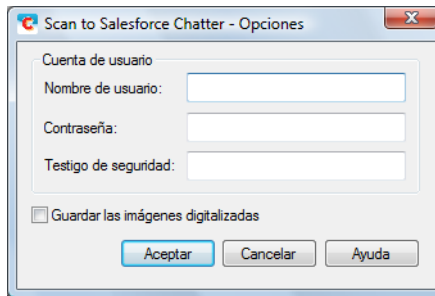 Scan to Salesforce Chatter - Opciones
Cuenta de usuario
Nombre de usuario:
Contraseña:
Testigo de seguridad:
Guardar las imágenes digitalizadas
Aceptar Cancelar Ayuda